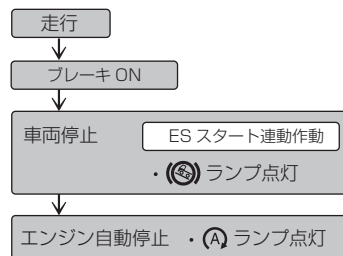 走行
ブレーキ ON
車両停止 ES スタート連動作動
・ ランプ点灯
エンジン自動停止 ・ A ランプ点灯